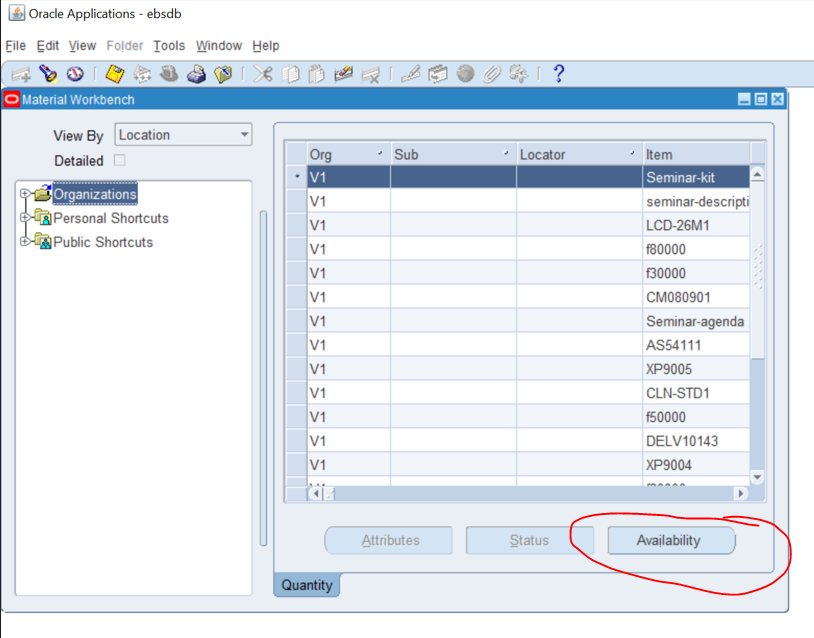 Oracle Applications - ebsdb
File Edit View Folder Tools Window Help
Material Workbench
View By Location
Detailed
Organizations
Personal Shortcuts
Public Shortcuts
Org Sub Locator Item
V1 Seminar-kit
V1 seminar-descripti
V1 LCD-26M1
V1 f80000
V1 f30000
V1 CM080901
V1 Seminar-agenda
V1 AS54111
V1 XP9005
V1 CLN-STD1
V1 f50000
V1 DELV10143
V1 XP9004
V1
Attributes Status Availability
Quantity